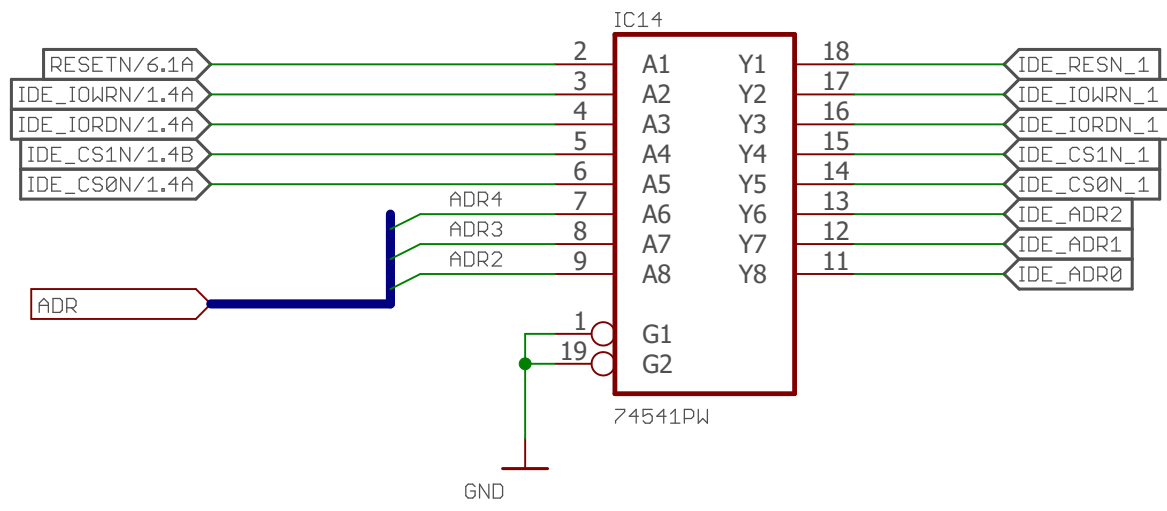 IC14
RESETN/6.1A 2 A1 Y1 18 IDE_RESN_1
IDE_IOWRN/1.4A 3 A2 Y2 17 IDE_IOWRN_1
IDE_IORDN/1.4A 4 A3 Y3 16 IDE_IORDN_1
IDE_CS1N/1.4B 5 A4 Y4 15 IDE_CS1N_1
IDE_CS0N/1.4A 6 A5 Y5 14 IDE_CS0N_1
ADR4 7 A6 Y6 13 IDE_ADR2
ADR3 8 A7 Y7 12 IDE_ADR1
ADR2 9 A8 Y8 11 IDE_ADR0
ADR
1 G1
19 G2
74541PW
GND